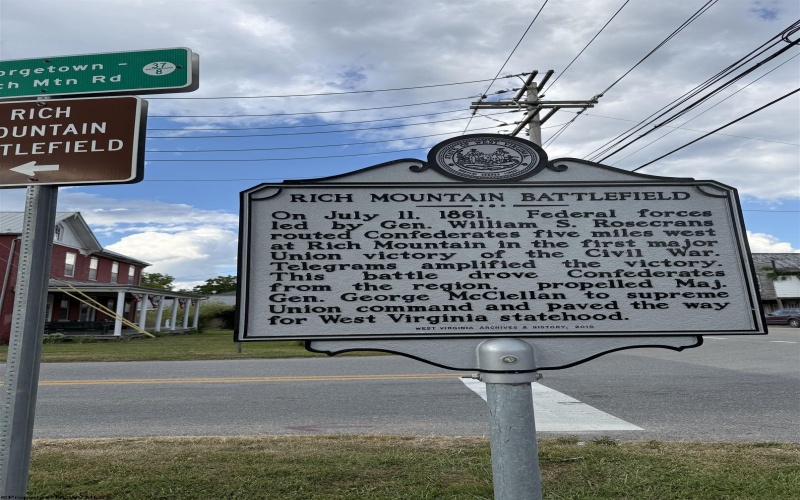 orgetown -
ch Mtn Rd
37
8
RICH
OUNTAIN
TLEFIELD
RICH MOUNTAIN BATTLEFIELD
On July 11, 1861, Federal forces
led by Gen. William S. Rosecrans
routed Confederates five miles west
at Rich Mountain in the first major
Union victory of the Civil War.
Telegrams amplified the victory.
This battle drove Confederates
from the region, propelled Maj.
Gen. George McClellan to supreme
Union command and paved the way
for West Virginia statehood.
WEST VIRGINIA ARCHIVES & HISTORY, 2015